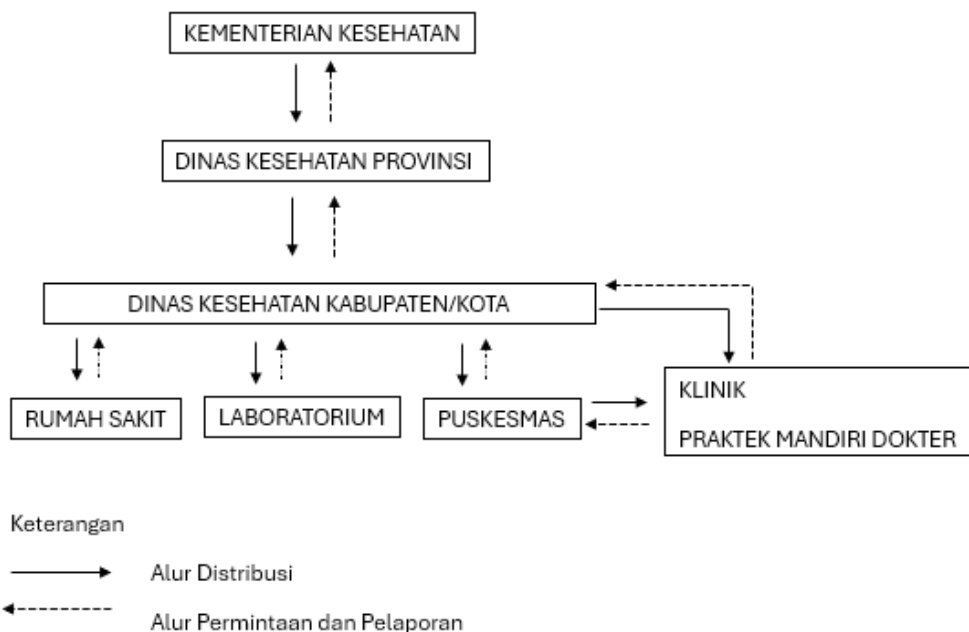 KEMENTERIAN KESEHATAN
DINAS KESEHATAN PROVINSI
DINAS KESEHATAN KABUPATEN/KOTA
RUMAH SAKIT
LABORATORIUM
PUSKESMAS
KLINIK
PRAKTEK MANDIRI DOKTER
Keterangan
Alur Distribusi
Alur Permintaan dan Pelaporan